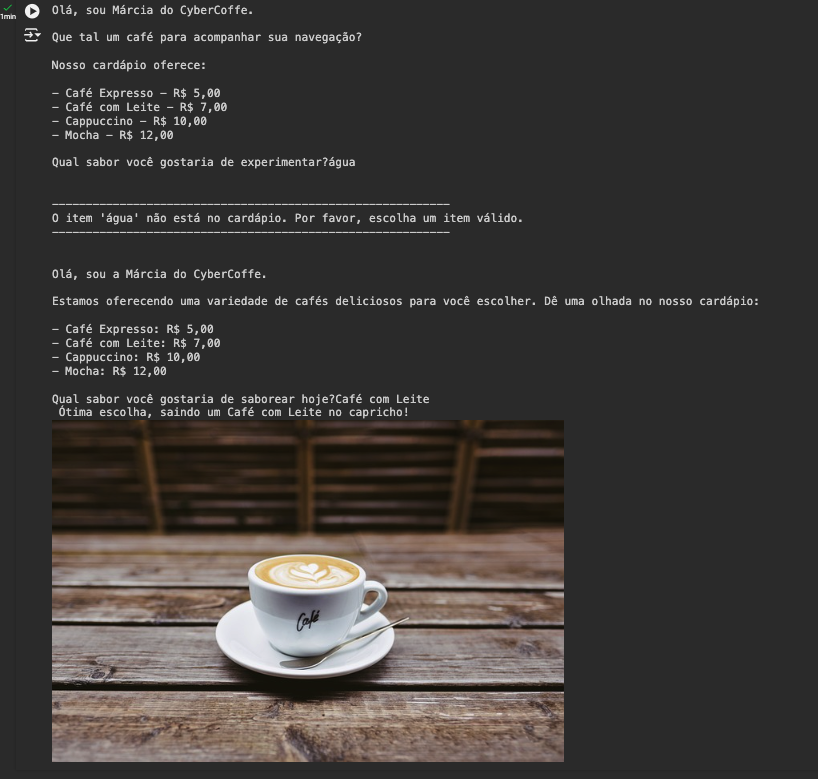 1min
Olá, sou Márcia do CyberCoffe.
Que tal um café para acompanhar sua navegação?
Nosso cardápio oferece:
– Café Expresso – R$ 5,00
– Café com Leite – R$ 7,00
– Cappuccino – R$ 10,00
– Mocha – R$ 12,00
Qual sabor você gostaria de experimentar?água
O item 'água' não está no cardápio. Por favor, escolha um item válido.
Olá, sou a Márcia do CyberCoffe.
Estamos oferecendo uma variedade de cafés deliciosos para você escolher. Dê uma olhada no nosso cardápio:
– Café Expresso: R$ 5,00
– Café com Leite: R$ 7,00
– Cappuccino: R$ 10,00
– Mocha: R$ 12,00
Qual sabor você gostaria de saborear hoje?Café com Leite
Ótima escolha, saindo um Café com Leite no capricho!
Café